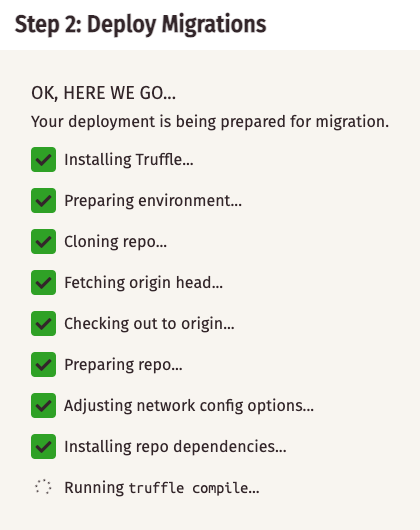 Step 2: Deploy Migrations
OK, HERE WE GO...
Your deployment is being prepared for migration.
Installing Truffle...
Preparing environment...
Cloning repo...
Fetching origin head...
Checking out to origin...
Preparing repo...
Adjusting network config options...
Installing repo dependencies...
Running truffle compile...